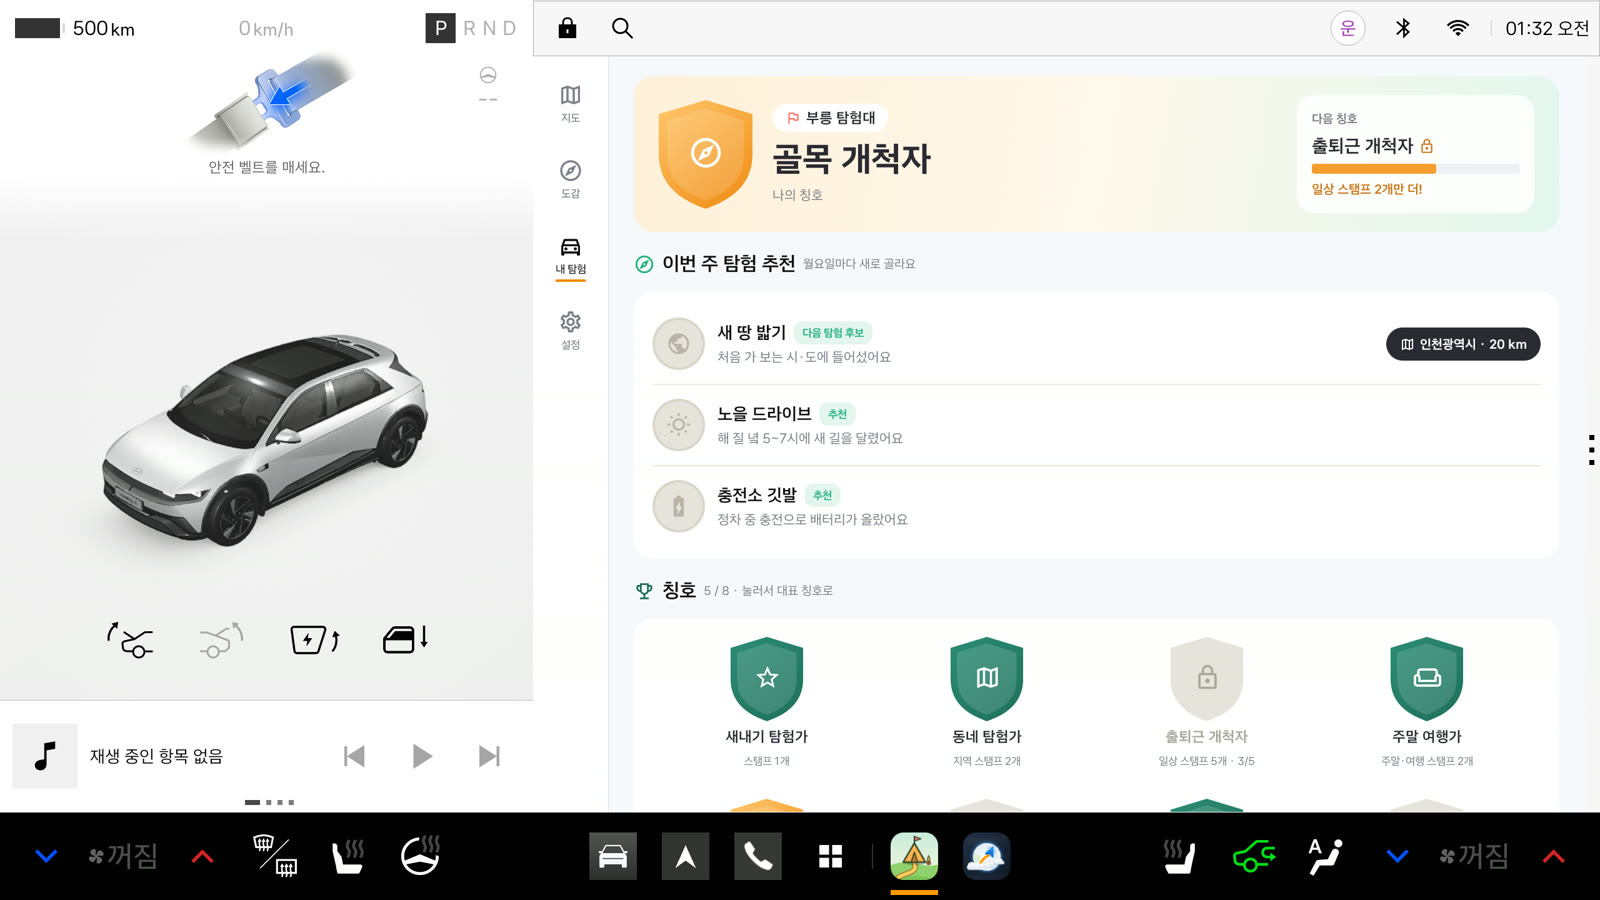 500 km
0 km/h
P R N D
운
01:32 오전
--
안전 벨트를 매세요.
재생 중인 항목 없음
지도
도감
내 탐험
설정
부릉 탐험대
골목 개척자
나의 칭호
다음 칭호
출퇴근 개척자
일상 스탬프 2개만 더!
이번 주 탐험 추천 월요일마다 새로 골라요
새 땅 밟기 다음 탐험 후보
처음 가 보는 시·도에 들어섰어요
인천광역시 · 20 km
노을 드라이브 추천
해 질 녘 5~7시에 새 길을 달렸어요
충전소 깃발 추천
정차 중 충전으로 배터리가 올랐어요
칭호 5 / 8 · 눌러서 대표 칭호로
새내기 탐험가
스탬프 1개
동네 탐험가
지역 스탬프 2개
출퇴근 개척자
일상 스탬프 5개 · 3/5
주말 여행가
주말·여행 스탬프 2개
꺼짐
A
꺼짐